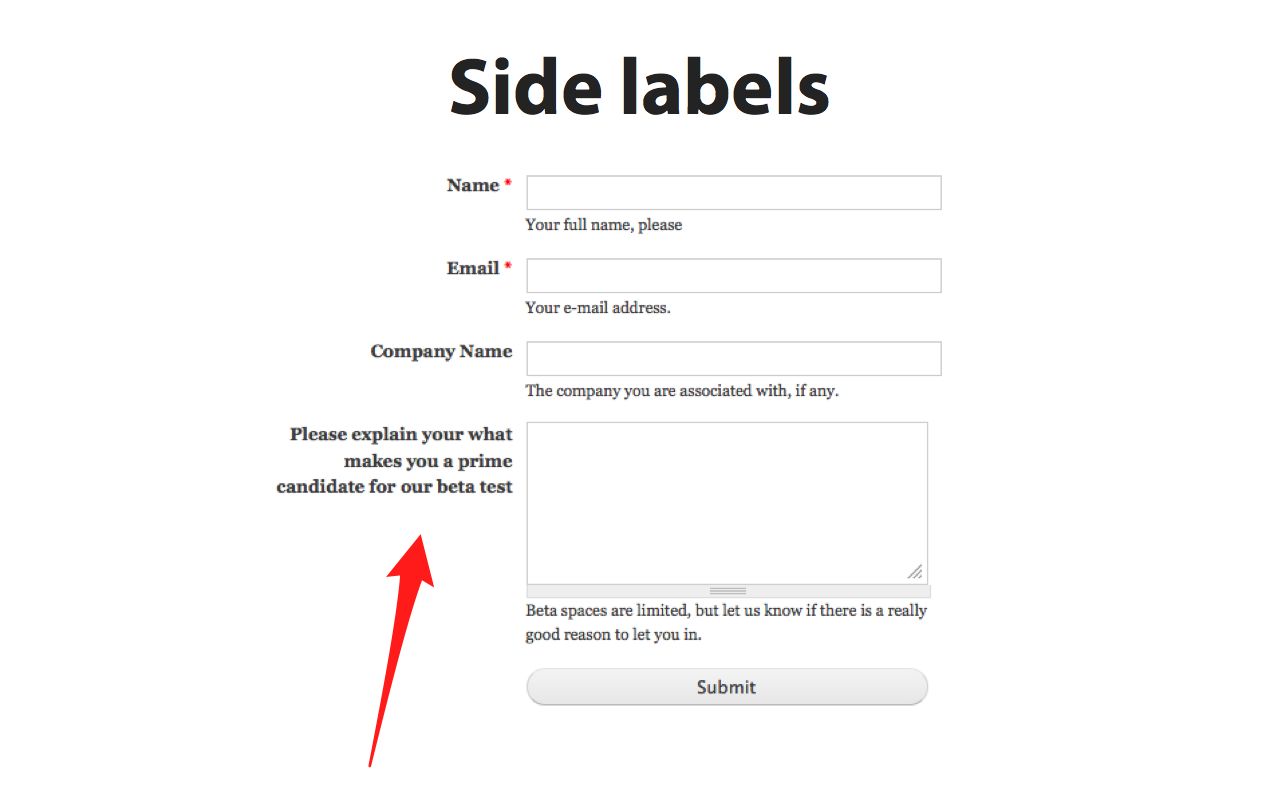 Side labels
Name *
Your full name, please
Email *
Your e-mail address.
Company Name
The company you are associated with, if any.
Please explain your what
makes you a prime
candidate for our beta test
Beta spaces are limited, but let us know if there is a really
good reason to let you in.
Submit